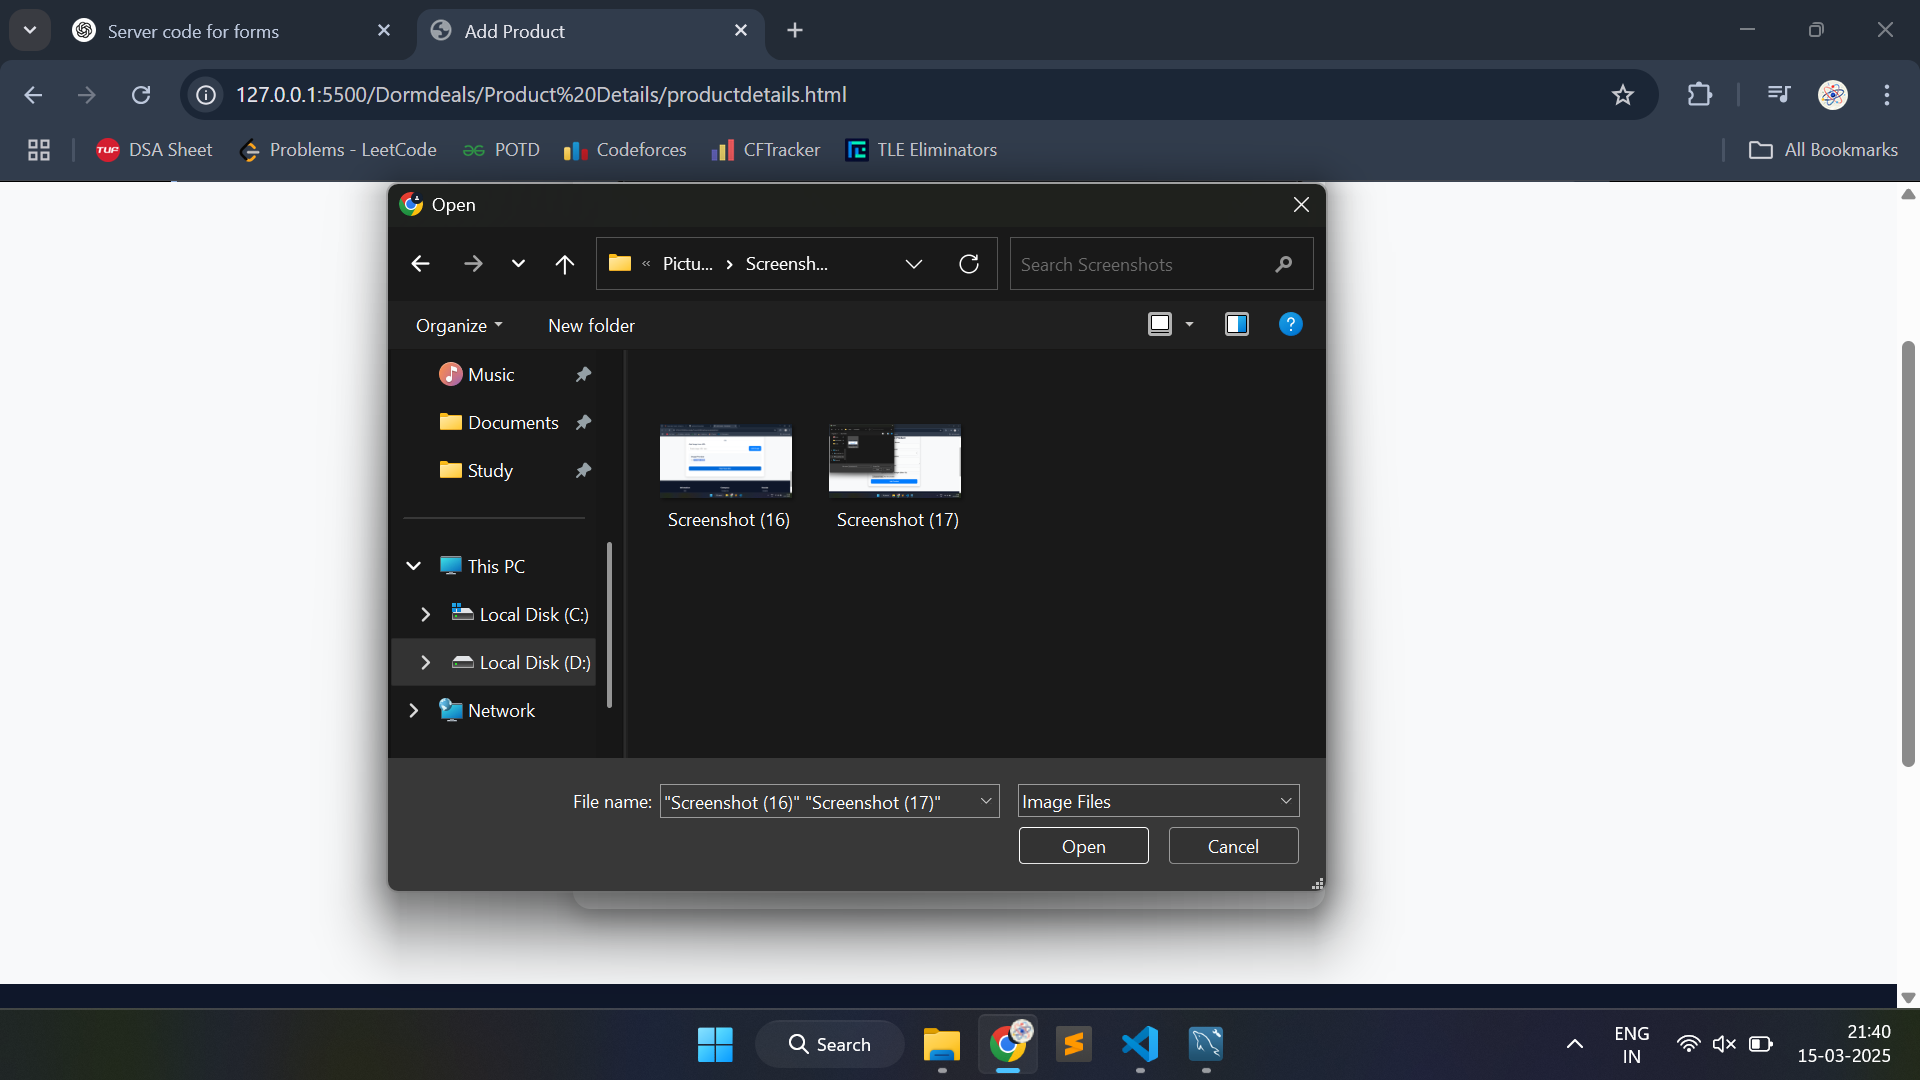 Server code for forms
Add Product
127.0.0.1:5500/Dormdeals/Product%20Details/productdetails.html
DSA Sheet
Problems - LeetCode
POTD
Codeforces
CFTracker
TLE Eliminators
All Bookmarks
Open
« Pictu... › Screensh...
Search Screenshots
Organize
New folder
?
Music
Documents
Study
This PC
Local Disk (C:)
Local Disk (D:)
Network
Screenshot (16)
Screenshot (17)
File name:
"Screenshot (16)" "Screenshot (17)"
Image Files
Open
Cancel
Search
ENG
IN
21:40
15-03-2025